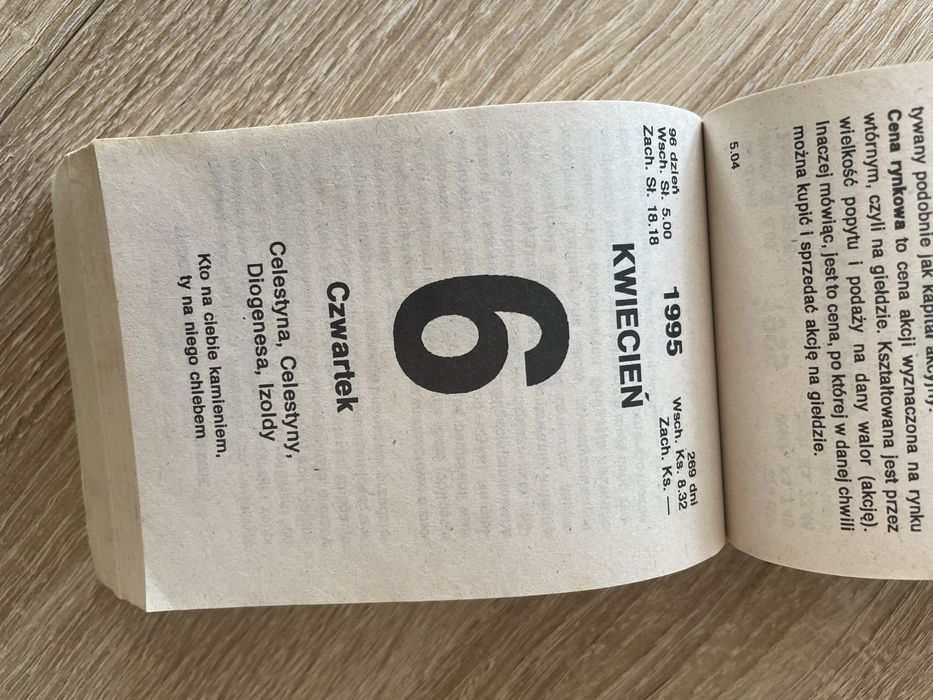 tywany podobnie jak kapitał akcyjny.
Cena rynkowa to cena akcji wyznaczona na rynku
wtórnym, czyli na giełdzie. Kształtowana jest przez
wielkość popytu i podaży na dany walor (akcję).
Inaczej mówiąc, jest to cena, po której w danej chwili
można kupić i sprzedać akcję na giełdzie.
5.04
96 dzień
Wsch. Sł. 5.00
Zach. Sł. 18.18
1995
269 dni
Wsch. Ks. 8.32
Zach. Ks. —
KWIECIEŃ
6
Czwartek
Celestyna, Celestyny,
Diogenesa, Izoldy
Kto na ciebie kamieniem,
ty na niego chlebem